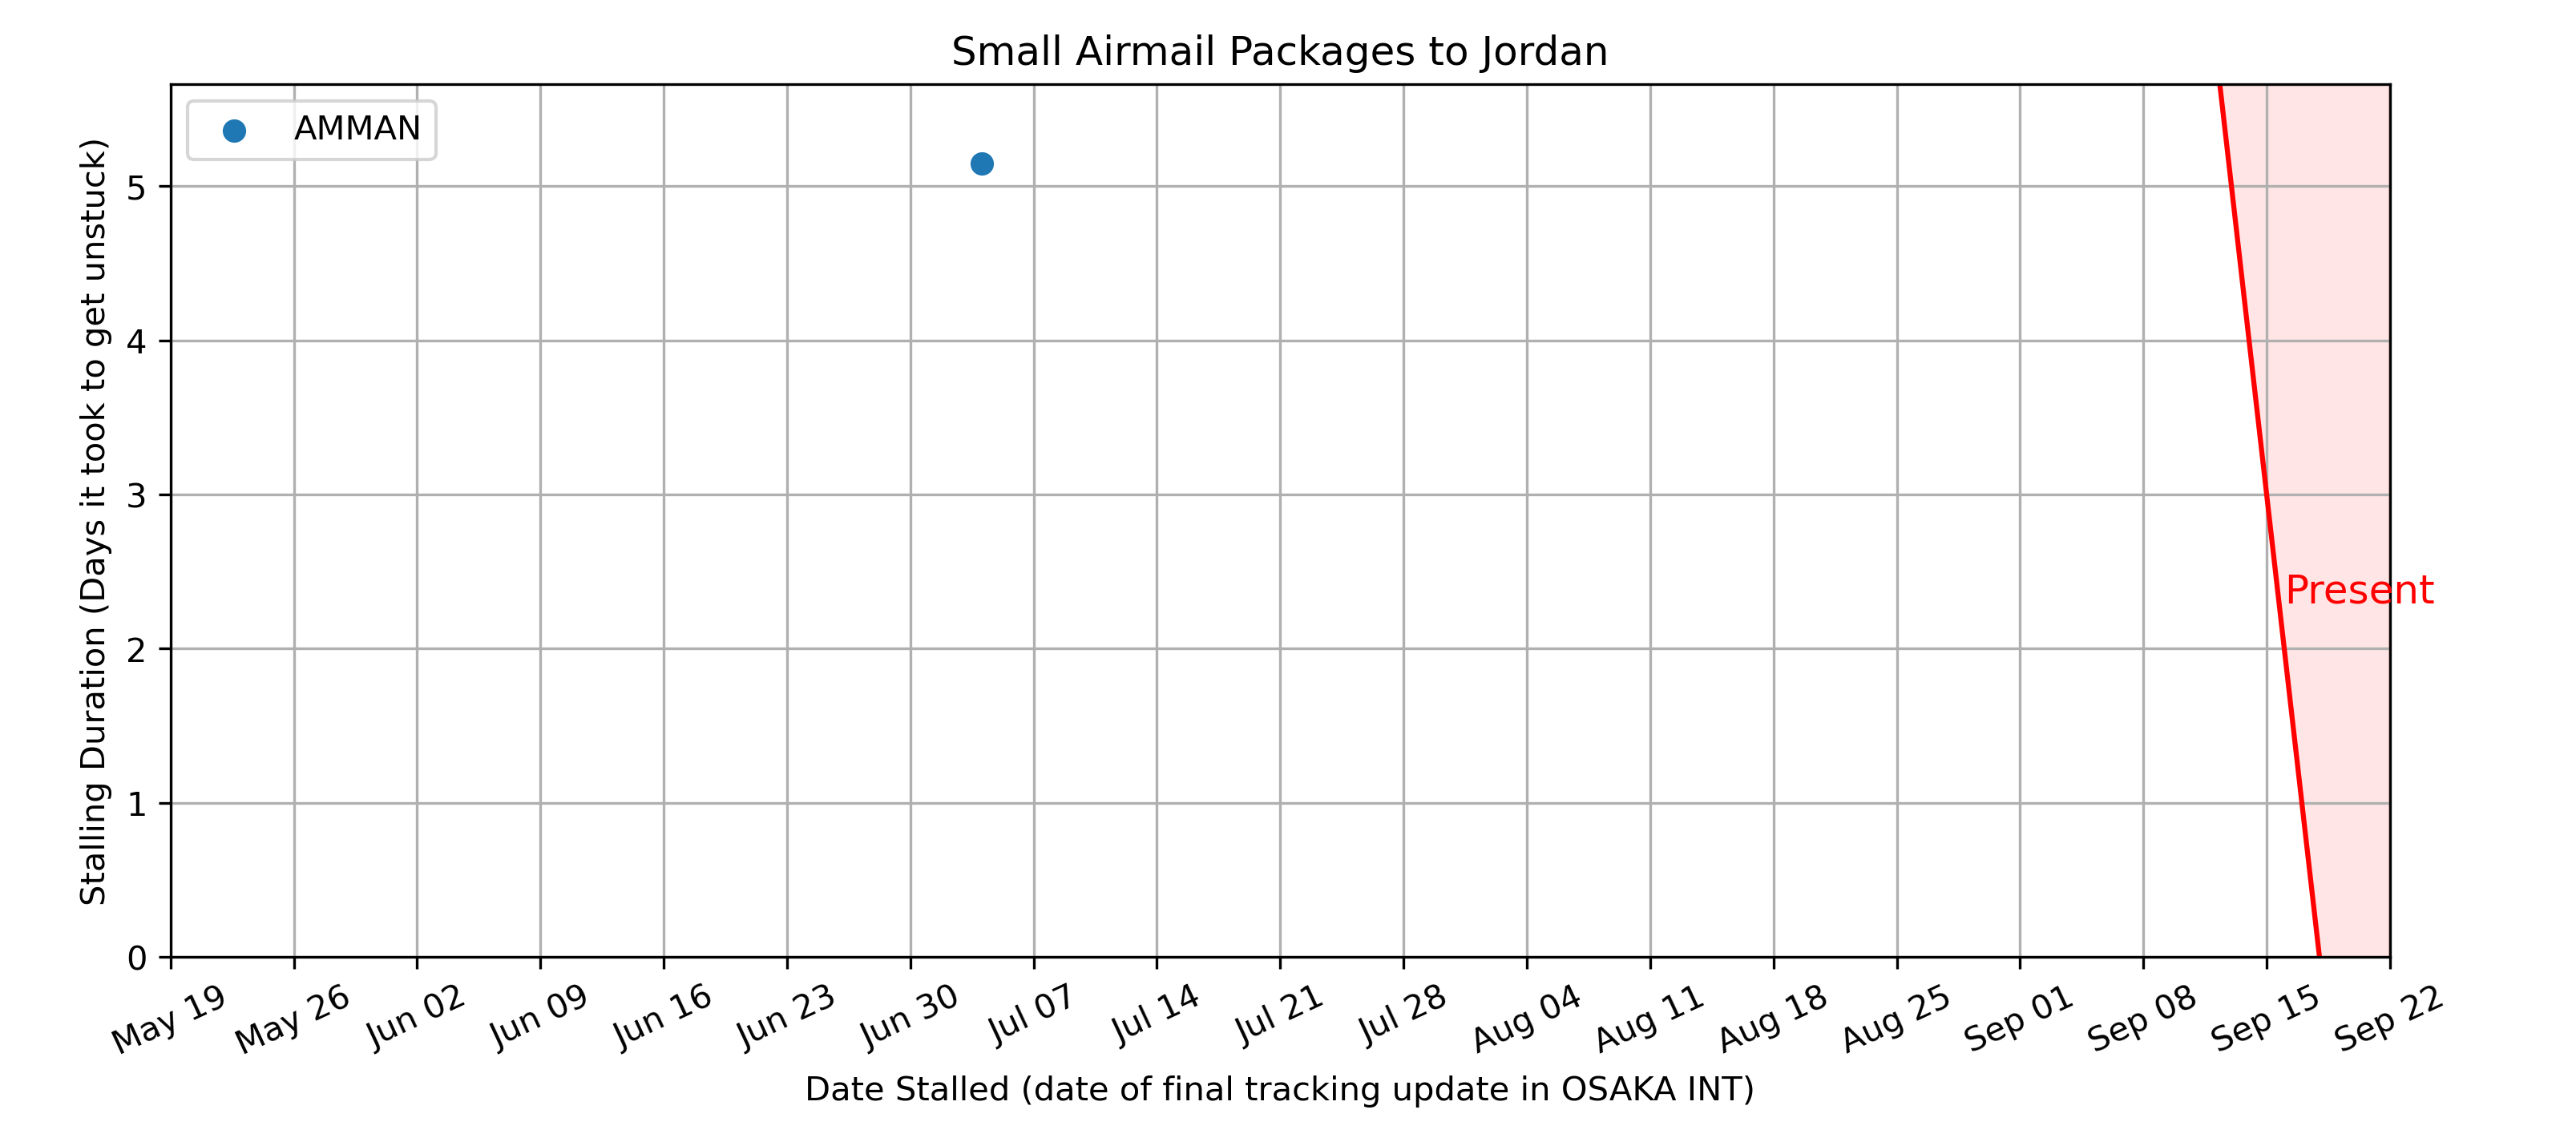 Small Airmail Packages to Jordan
AMMAN
Stalling Duration (Days it took to get unstuck)
5
4
3
2
1
0
Present
May 19 May 26 Jun 02 Jun 09 Jun 16 Jun 23 Jun 30 Jul 07 Jul 14 Jul 21 Jul 28 Aug 04 Aug 11 Aug 18 Aug 25 Sep 01 Sep 08 Sep 15 Sep 22
Date Stalled (date of final tracking update in OSAKA INT)